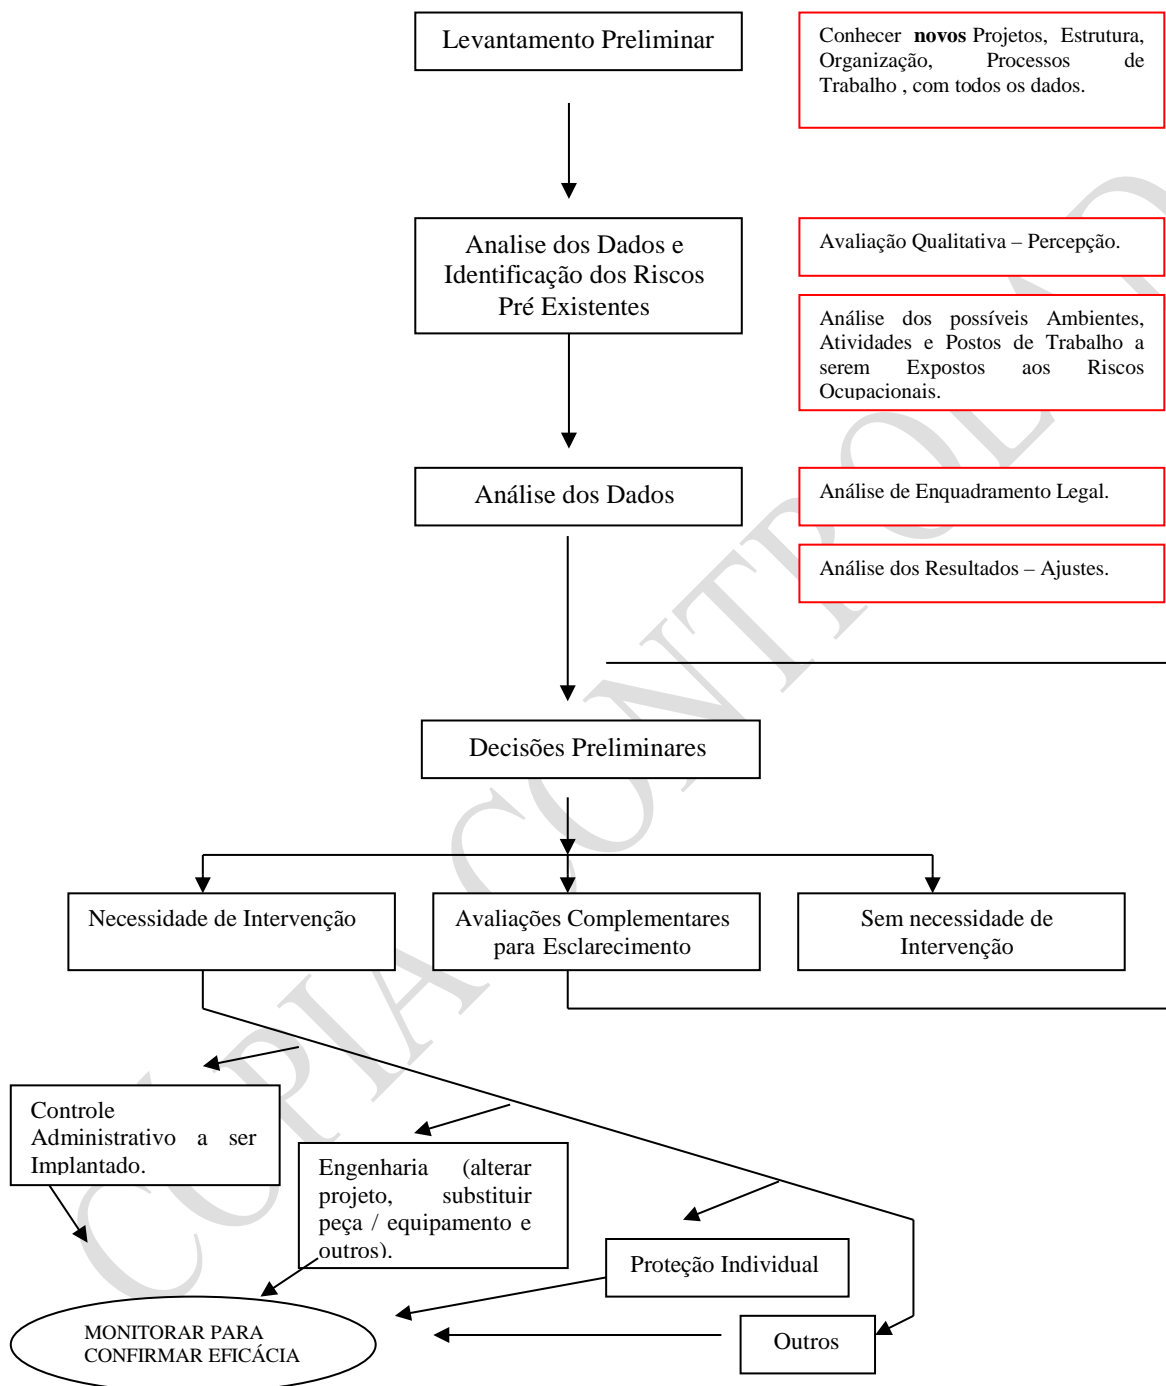 Levantamento Preliminar
Conhecer novos Projetos, Estrutura,
Organização, Processos de
Trabalho , com todos os dados.
Analise dos Dados e
Identificação dos Riscos
Pré Existentes
Avaliação Qualitativa – Percepção.
Análise dos possíveis Ambientes,
Atividades e Postos de Trabalho a
serem Expostos aos Riscos
Ocupacionais.
Análise dos Dados
Análise de Enquadramento Legal.
Análise dos Resultados – Ajustes.
Decisões Preliminares
Necessidade de Intervenção
Avaliações Complementares
para Esclarecimento
Sem necessidade de
Intervenção
Controle
Administrativo a ser
Implantado.
Engenharia (alterar
projeto, substituir
peça / equipamento e
outros).
Proteção Individual
Outros
MONITORAR PARA
CONFIRMAR EFICÁCIA
CÓPIA CONTROLAD